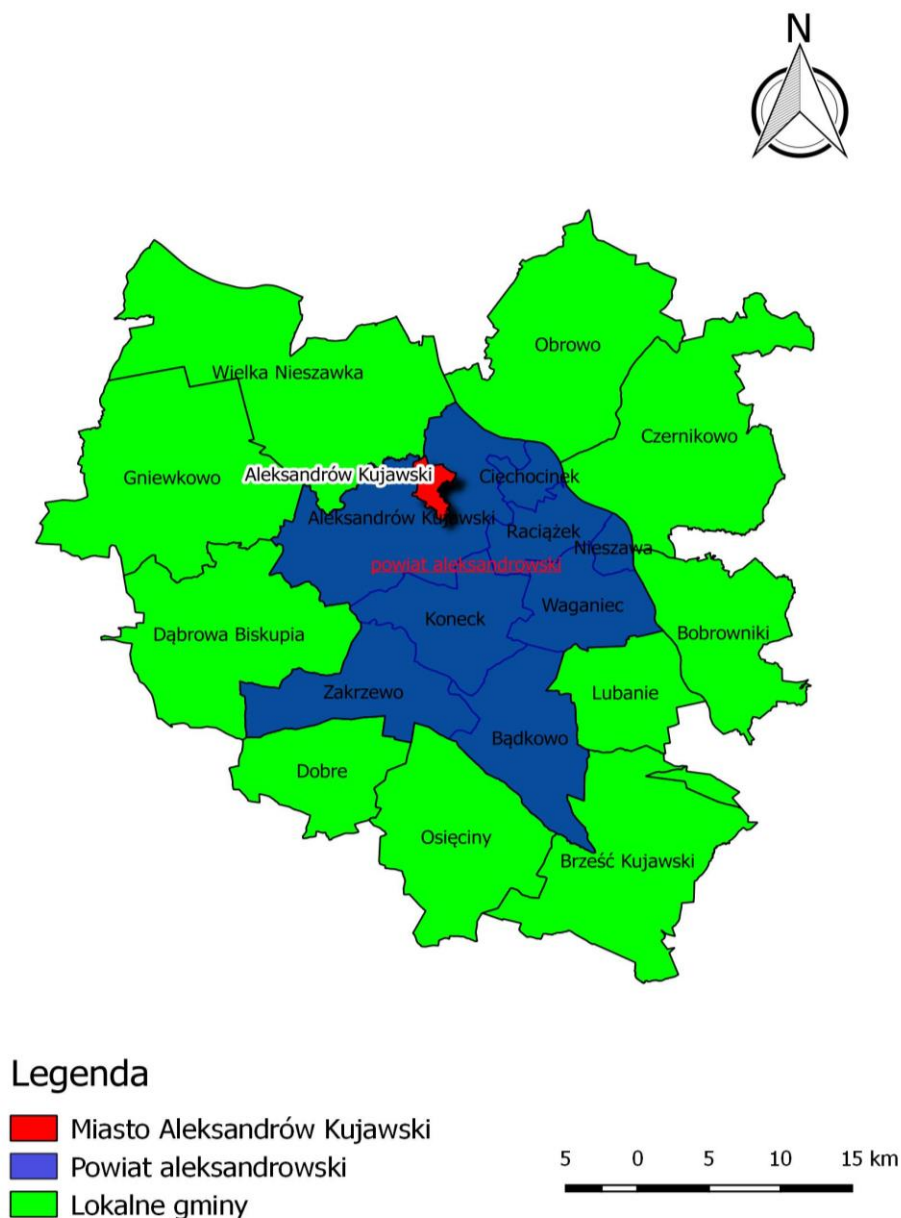 N
Obrowo
Wielka Nieszawka
Czernikowo
Gniewkowo
Aleksandrów Kujawski
Ciechocinek
Aleksandrów Kujawski
Raciążek
Nieszawa
powiat aleksandrowski
Waganiec
Koneck
Dąbrowa Biskupia
Bobrowniki
Zakrzewo
Lubanie
Bądkowo
Dobre
Osięciny
Brześć Kujawski
Legenda
Miasto Aleksandrów Kujawski
Powiat aleksandrowski
Lokalne gminy
5 0 5 10 15 km